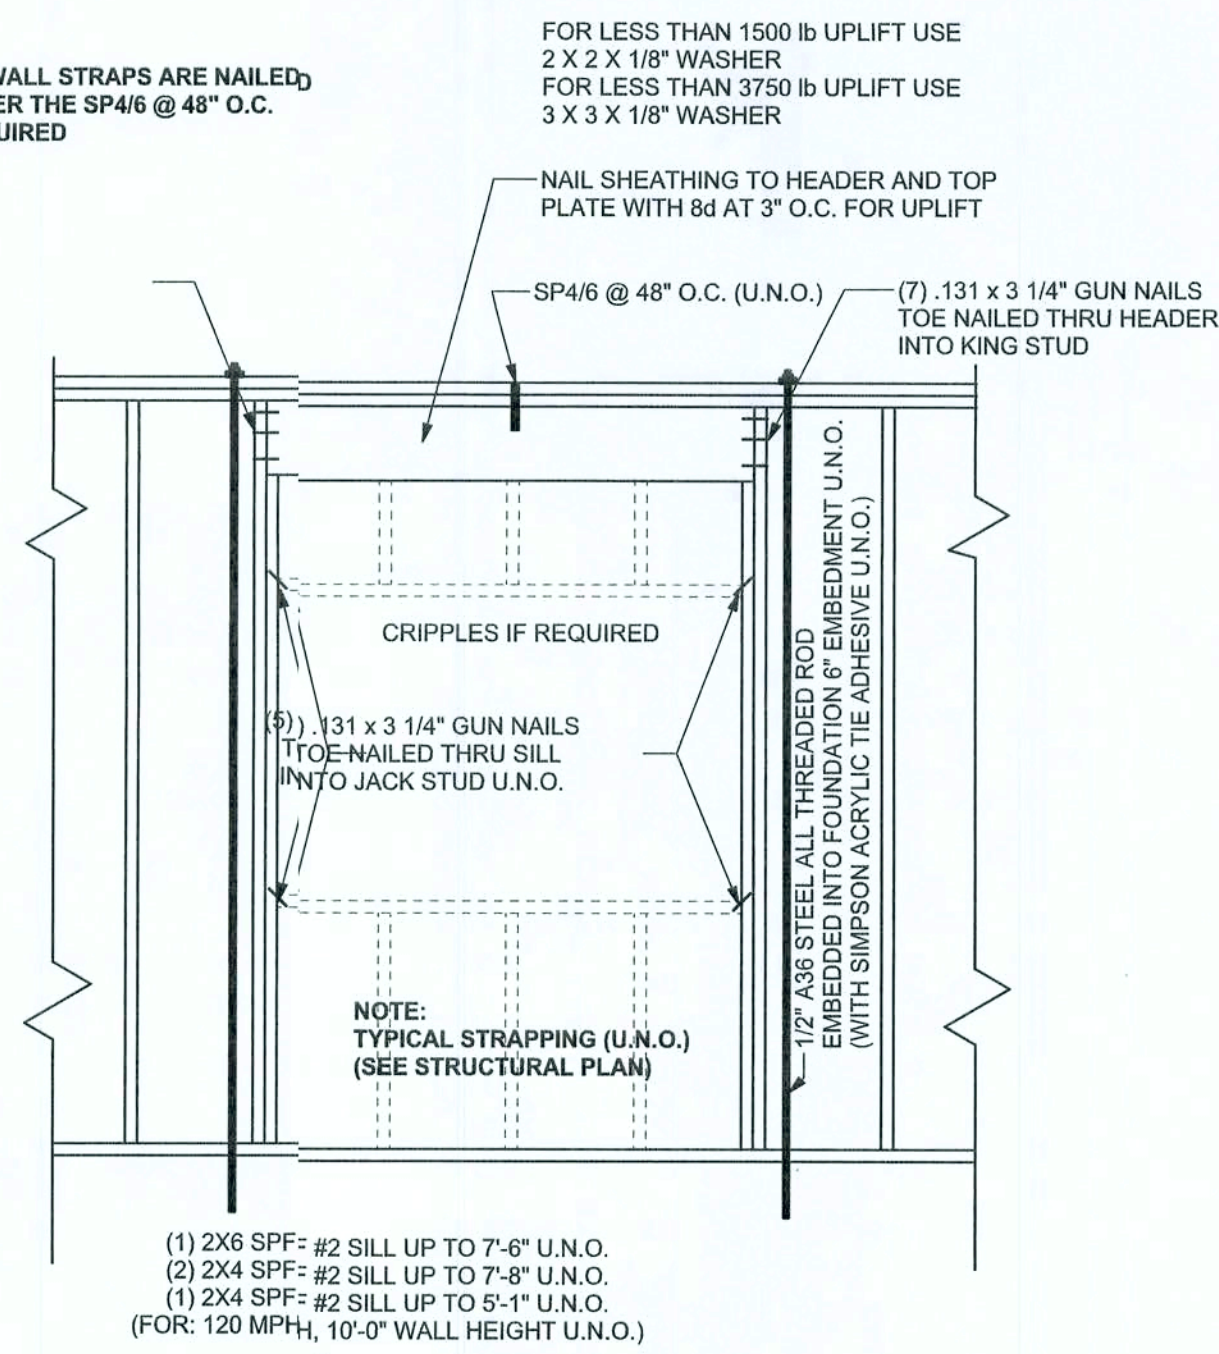 FOR LESS THAN 1500 lb UPLIFT USE
2 X 2 X 1/8" WASHER
FOR LESS THAN 3750 lb UPLIFT USE
3 X 3 X 1/8" WASHER
WALL STRAPS ARE NAILED
THE SP4/6 @ 48" O.C.
NAIL SHEATHING TO HEADER AND TOP
PLATE WITH 8d AT 3" O.C. FOR UPLIFT
SP4/6 @ 48" O.C. (U.N.O.)
(7) .131 x 3 1/4" GUN NAILS
TOE NAILED THRU HEADER
INTO KING STUD
CRIPPLES IF REQUIRED
(5) .131 x 3 1/4" GUN NAILS
TOE NAILED THRU SILL
INTO JACK STUD U.N.O.
1/2" A36 STEEL ALL THREADED ROD
EMBEDDED INTO FOUNDATION 6" EMBEDMENT U.N.O.
(WITH SIMPSON ACRYLIC TIE ADHESIVE U.N.O.)
NOTE:
TYPICAL STRAPPING (U.N.O.)
(SEE STRUCTURAL PLAN)
(1) 2X6 SPF #2 SILL UP TO 7'-6" U.N.O.
(2) 2X4 SPF #2 SILL UP TO 7'-8" U.N.O.
(1) 2X4 SPF #2 SILL UP TO 5'-1" U.N.O.
(FOR: 120 MPH, 10'-0" WALL HEIGHT U.N.O.)